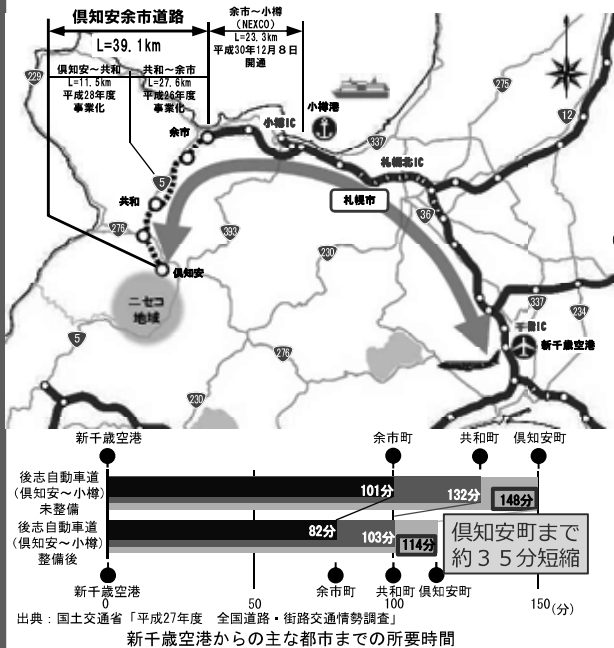 倶知安余市道路
L=39.1km
余市～小樽
(NEXCO)
L=23.3km
平成30年12月8日
開通
倶知安～共和
L=11.5km
平成28年度
事業化
共和～余市
L=27.6km
平成26年度
事業化
229
余市
小樽IC
小樽港
337
275
12
札幌北IC
5
札幌市
36
共和
276
393
230
倶知安
ニセコ
地域
337
234
千歳IC
新千歳空港
5
276
230
新千歳空港
余市町
共和町
倶知安町
後志自動車道
(倶知安～小樽)
未整備
101分
132分
148分
後志自動車道
(倶知安～小樽)
整備後
82分
103分
114分
倶知安町まで
約３５分短縮
新千歳空港
余市町
共和町
倶知安町
0
50
100
150(分)
出典：国土交通省「平成27年度　全国道路・街路交通情勢調査」
新千歳空港からの主な都市までの所要時間